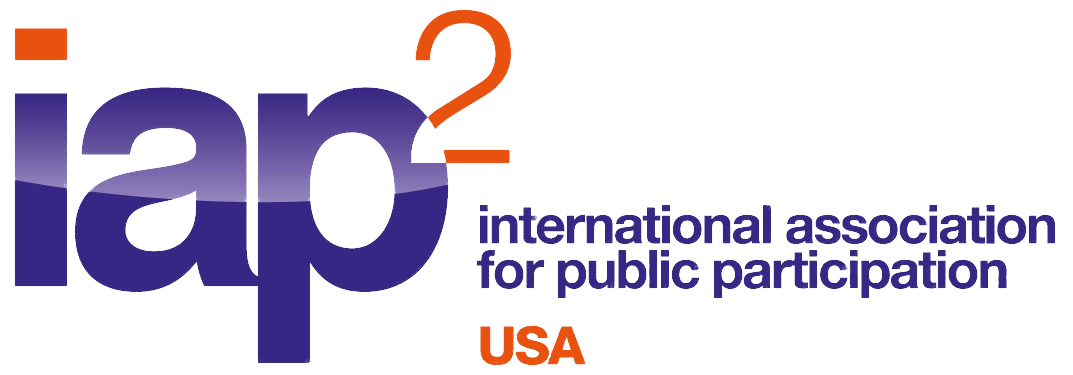 iap2
international association
for public participation
USA